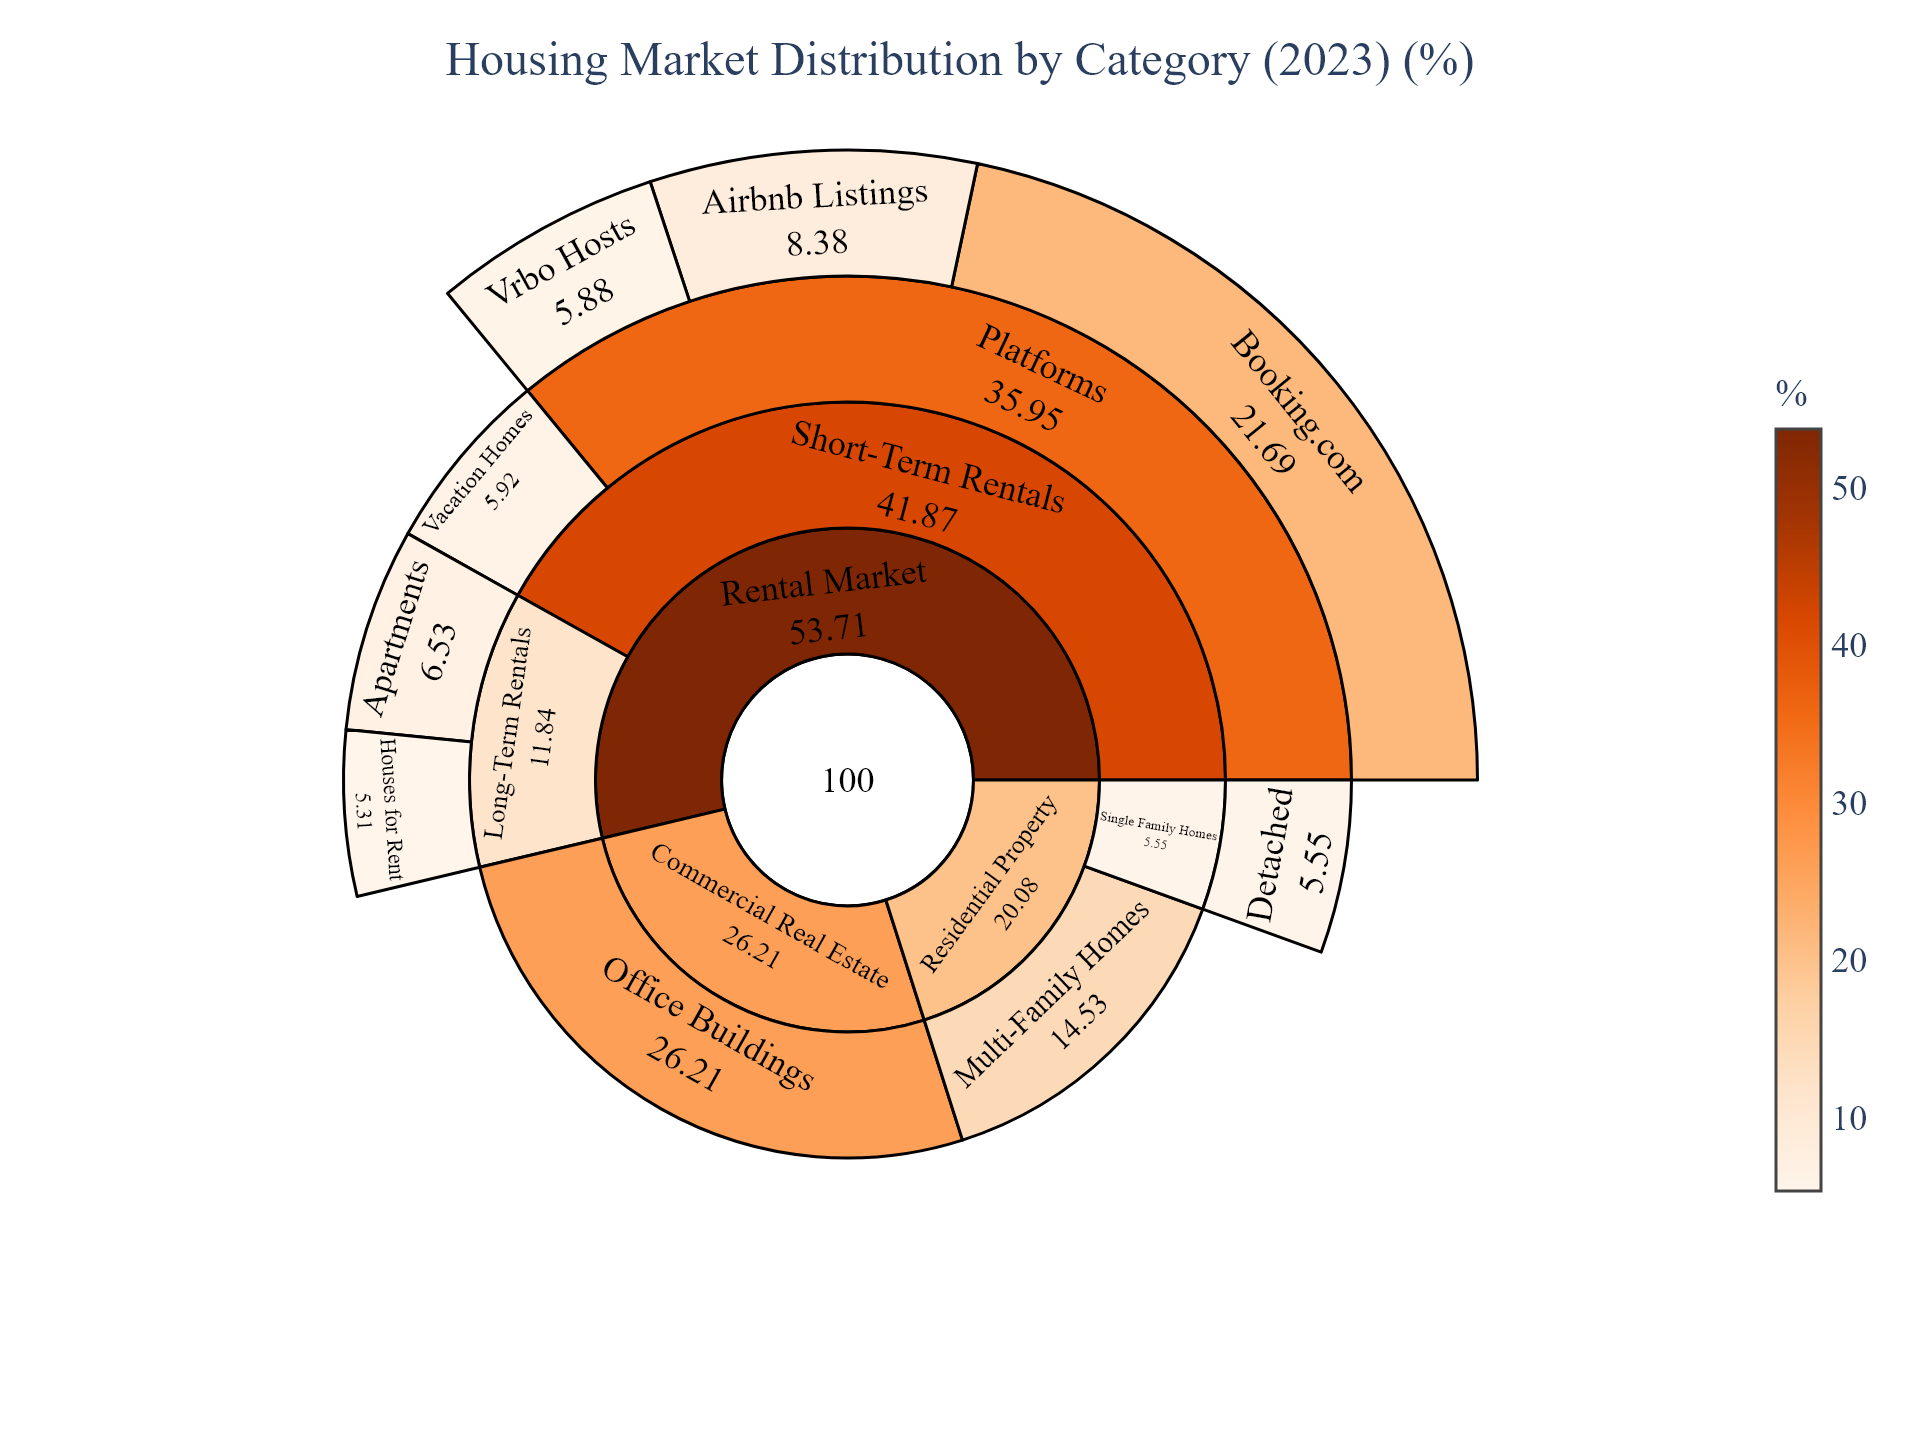 Housing Market Distribution by Category (2023) (%)
Vrbo Hosts
5.88
Airbnb Listings
8.38
Booking.com
21.69
Platforms
35.95
Vacation Homes
5.92
Short-Term Rentals
41.87
Rental Market
53.71
Apartments
6.53
Long-Term Rentals
11.84
Houses for Rent
5.31
100
Commercial Real Estate
26.21
Office Buildings
26.21
Residential Property
20.08
Single Family Homes
5.55
Detached
5.55
Multi-Family Homes
14.53
%
50
40
30
20
10